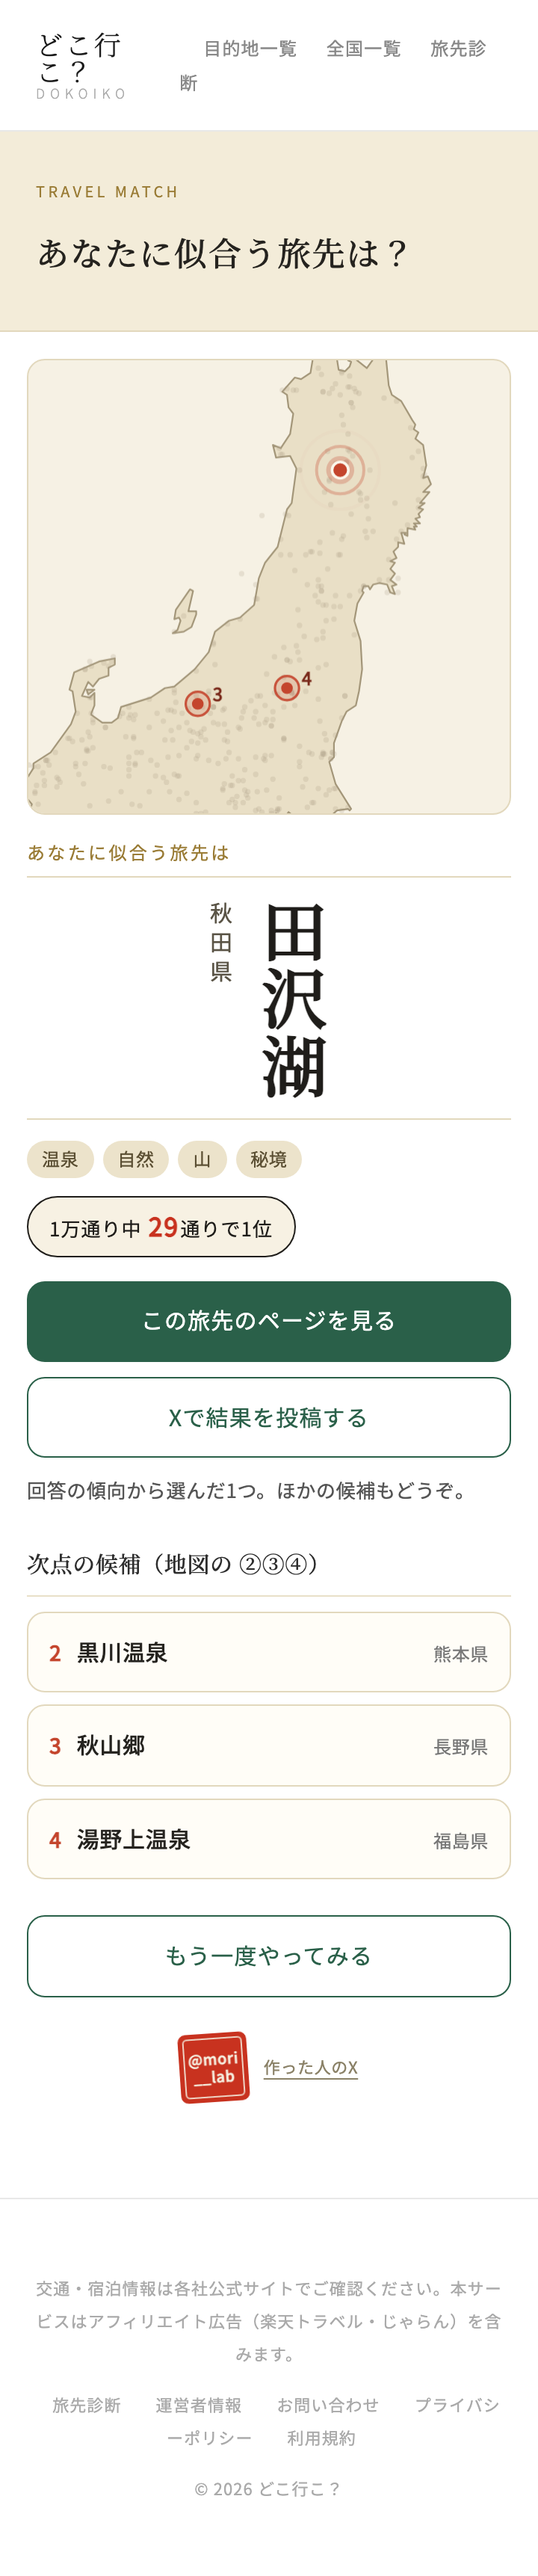 どこ行
こ？
DOKOIKO
目的地一覧 全国一覧 旅先診
断
TRAVEL MATCH
あなたに似合う旅先は？
3
4
あなたに似合う旅先は
田沢湖
秋田県
温泉 自然 山 秘境
1万通り中 29通りで1位
この旅先のページを見る
Xで結果を投稿する
回答の傾向から選んだ1つ。ほかの候補もどうぞ。
次点の候補（地図の ②③④）
2 黒川温泉 熊本県
3 秋山郷 長野県
4 湯野上温泉 福島県
もう一度やってみる
@mori
__lab
作った人のX
交通・宿泊情報は各社公式サイトでご確認ください。本サー
ビスはアフィリエイト広告（楽天トラベル・じゃらん）を含
みます。
旅先診断 運営者情報 お問い合わせ プライバシ
ーポリシー 利用規約
© 2026 どこ行こ？